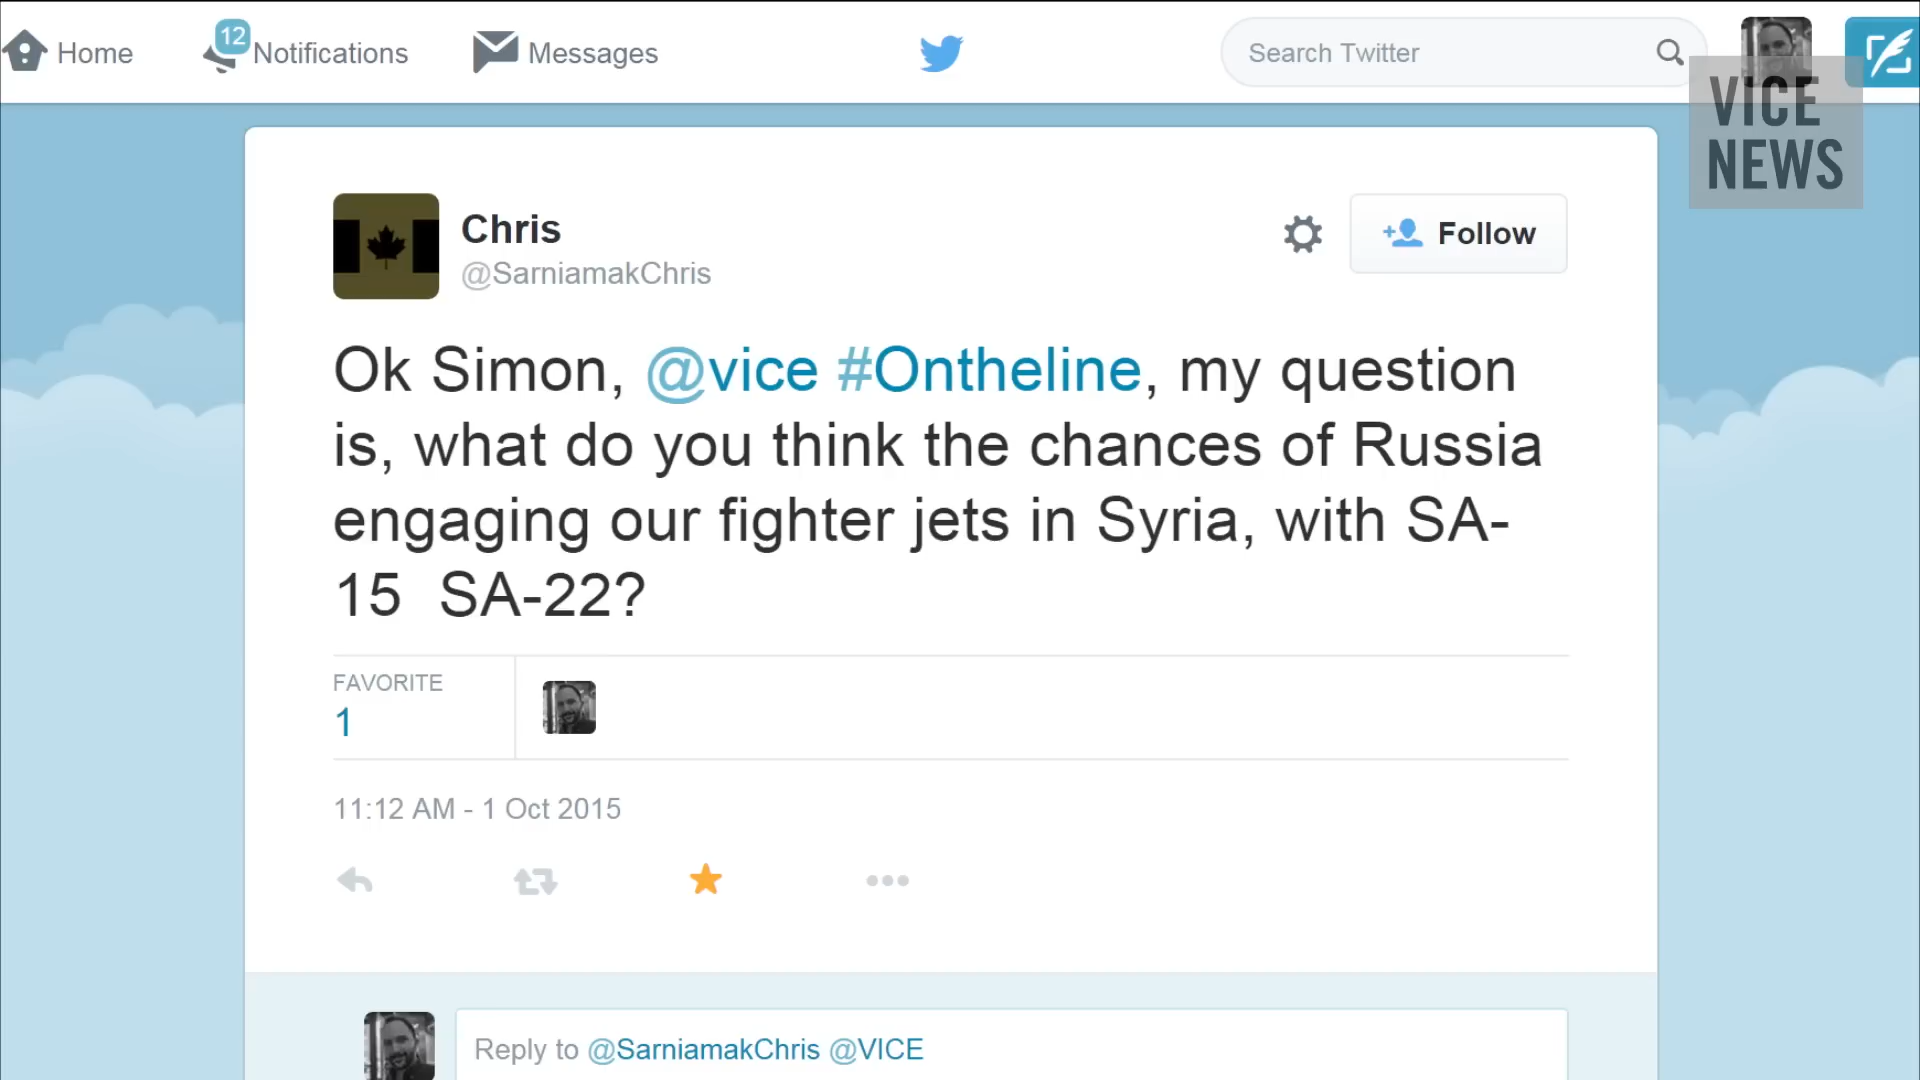 Home
12
Notifications
Messages
Search Twitter
VICE
NEWS
Chris
@SarniamakChris
Follow
Ok Simon, @vice #Ontheline, my question
is, what do you think the chances of Russia
engaging our fighter jets in Syria, with SA-
15 SA-22?
FAVORITE
1
11:12 AM - 1 Oct 2015
Reply to @SarniamakChris @VICE